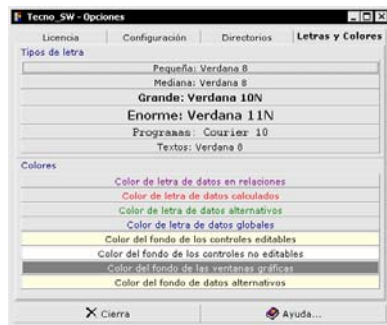 Tecno_SW - Opciones
Licencia Configuración Directorios Letras y Colores
Tipos de letra
Pequeña: Verdana 8
Mediana: Verdana 8
Grande: Verdana 10N
Enorme: Verdana 11N
Programas: Courier 10
Textos: Verdana 8
Colores
Color de letra de datos en relaciones
Color de letra de datos calculados
Color de letra de datos alternativos
Color de letra de datos globales
Color del fondo de los controles editables
Color del fondo de los controles no editables
Color del fondo de las ventanas gráficas
Color del fondo de datos alternativos
Cierra Ayuda...